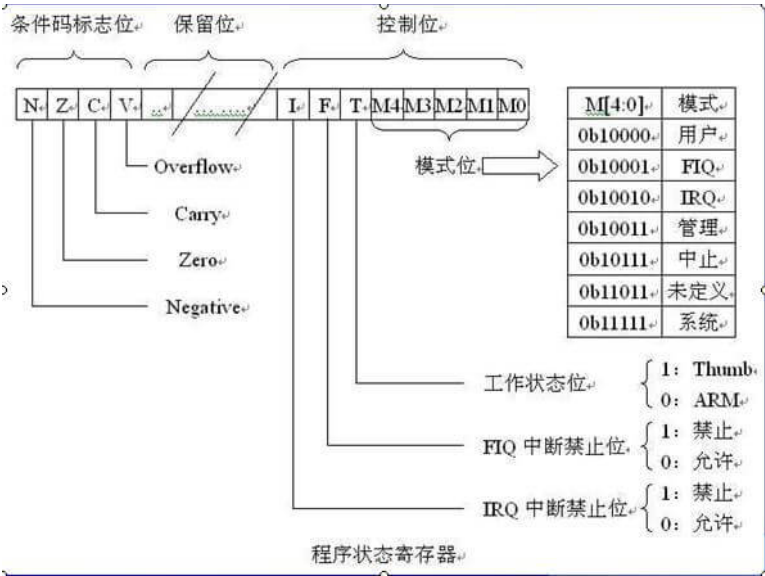 条件码标志位 保留位 控制位
N Z C V .. ........ I F T M4 M3 M2 M1 M0
Overflow
Carry
Zero
Negative
模式位
M[4:0] 模式
0b10000 用户
0b10001 FIQ
0b10010 IRQ
0b10011 管理
0b10111 中止
0b11011 未定义
0b11111 系统
工作状态位
1: Thumb
0: ARM
FIQ 中断禁止位
1: 禁止
0: 允许
IRQ 中断禁止位
1: 禁止
0: 允许
程序状态寄存器